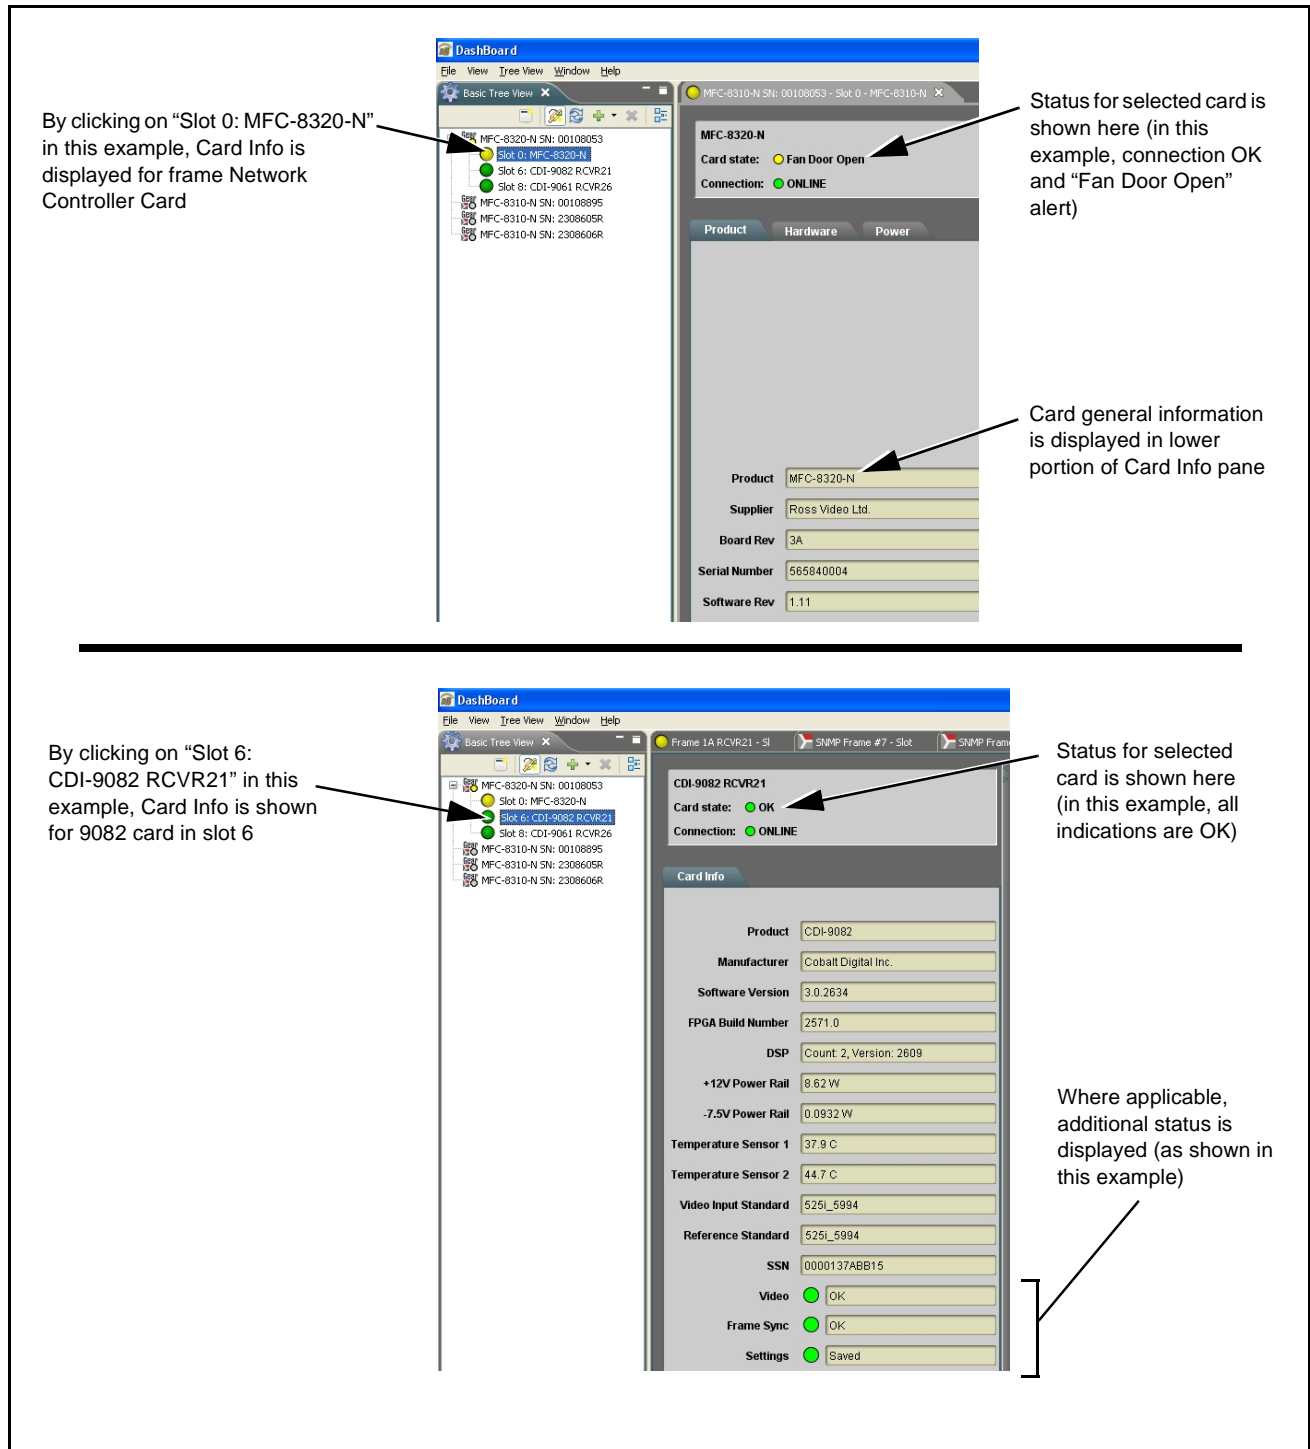 DashBoard
File View Tree View Window Help
Basic Tree View
MFC-8310-N SN: 00108053 - Slot 0 - MFC-8310-N
By clicking on “Slot 0: MFC-8320-N”
in this example, Card Info is
displayed for frame Network
Controller Card
Gear MFC-8320-N SN: 00108053
Slot 0: MFC-8320-N
Slot 6: CDI-9082 RCVR21
Slot 8: CDI-9061 RCVR26
Gear MFC-8310-N SN: 00108895
Gear MFC-8310-N SN: 2308605R
Gear MFC-8310-N SN: 2308606R
MFC-8320-N
Card state: Fan Door Open
Connection: ONLINE
Status for selected card is
shown here (in this
example, connection OK
and “Fan Door Open”
alert)
Product Hardware Power
Card general information
is displayed in lower
portion of Card Info pane
Product MFC-8320-N
Supplier Ross Video Ltd.
Board Rev 3A
Serial Number 565840004
Software Rev 1.11
DashBoard
File View Tree View Window Help
Basic Tree View
Frame 1A RCVR21 - Sl SNMP Frame #7 - Slot SNMP Fram
By clicking on “Slot 6:
CDI-9082 RCVR21” in this
example, Card Info is shown
for 9082 card in slot 6
Gear MFC-8320-N SN: 00108053
Slot 0: MFC-8320-N
Slot 6: CDI-9082 RCVR21
Slot 8: CDI-9061 RCVR26
Gear MFC-8310-N SN: 00108895
Gear MFC-8310-N SN: 2308605R
Gear MFC-8310-N SN: 2308606R
CDI-9082 RCVR21
Card state: OK
Connection: ONLINE
Status for selected
card is shown here
(in this example, all
indications are OK)
Card Info
Product CDI-9082
Manufacturer Cobalt Digital Inc.
Software Version 3.0.2634
FPGA Build Number 2571.0
DSP Count: 2, Version: 2609
+12V Power Rail 8.62 W
-7.5V Power Rail 0.0932 W
Temperature Sensor 1 37.9 C
Temperature Sensor 2 44.7 C
Video Input Standard 525i_5994
Reference Standard 525i_5994
SSN 0000137ABB15
Video OK
Frame Sync OK
Settings Saved
Where applicable,
additional status is
displayed (as shown in
this example)